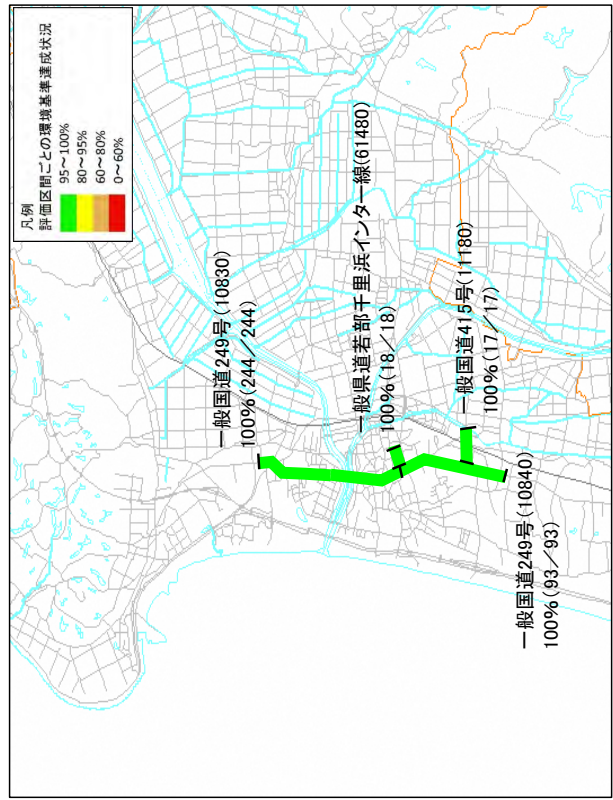 凡例
評価区間ごとの環境基準達成状況
95～100%
80～95%
60～80%
0～60%
一般国道249号(10830)
100%(244／244)
一般県道若部千里浜インター線(61480)
100%(18／18)
一般国道415号(11180)
100%(17／17)
一般国道249号(10840)
100%(93／93)